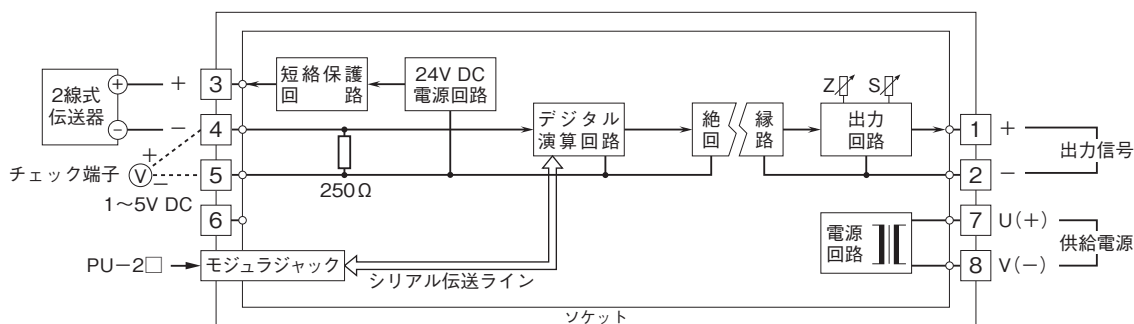 短絡保護
回　　路
24V DC
電源回路
Z
S
2線式
伝送器
+
−
+
−
3
4
5
6
デジタル
演算回路
絶
回
縁
路
出力
回路
1
2
+
−
出力信号
+
−
V
チェック端子
1～5V DC
250Ω
電源
回路
7
8
U(+)
V(−)
供給電源
PU−2□
モジュラジャック
シリアル伝送ライン
ソケット